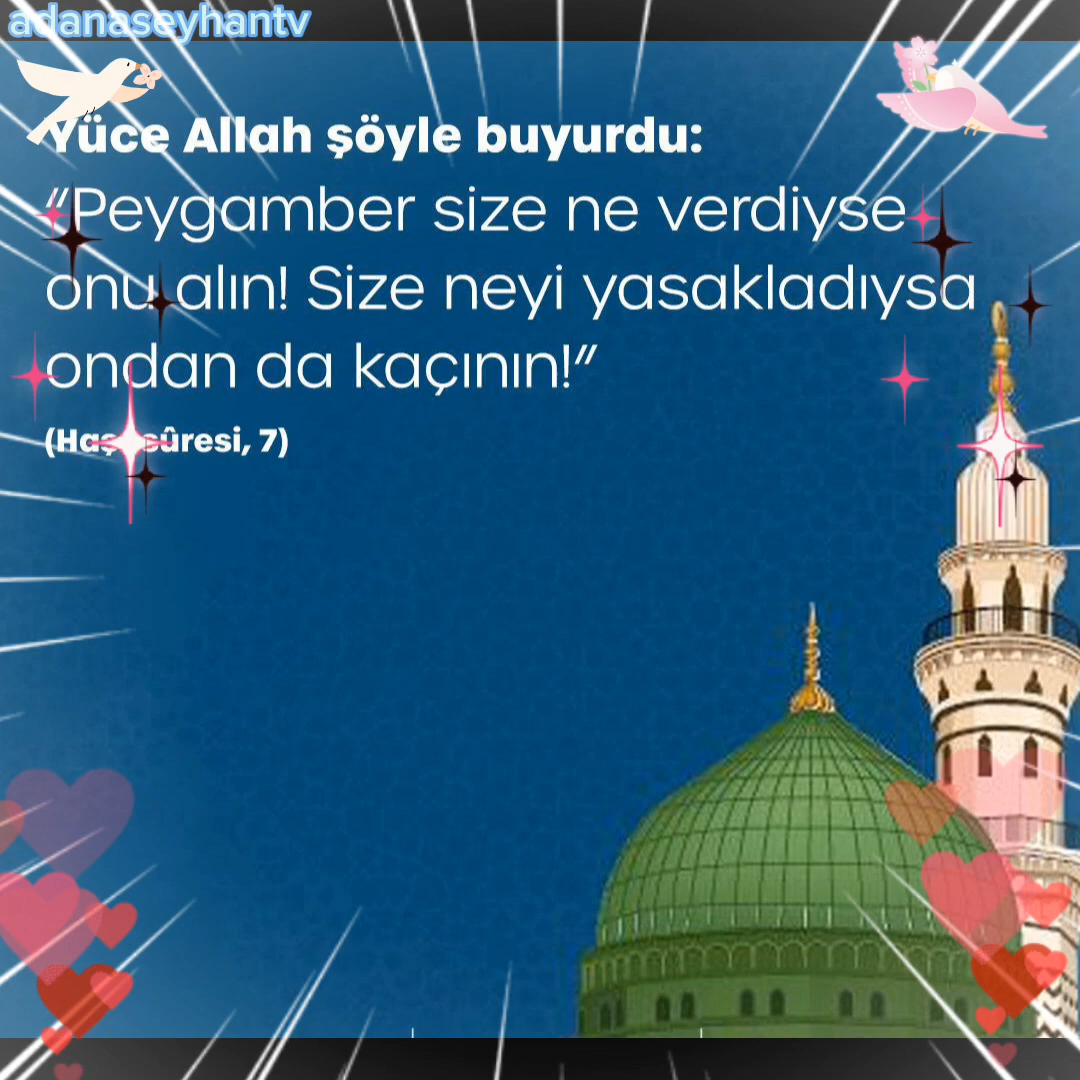 adanaseyhantv
Yüce Allah şöyle buyurdu:
“Peygamber size ne verdiyse
onu alın! Size neyi yasakladıysa
ondan da kaçının!”
sûresi, 7)